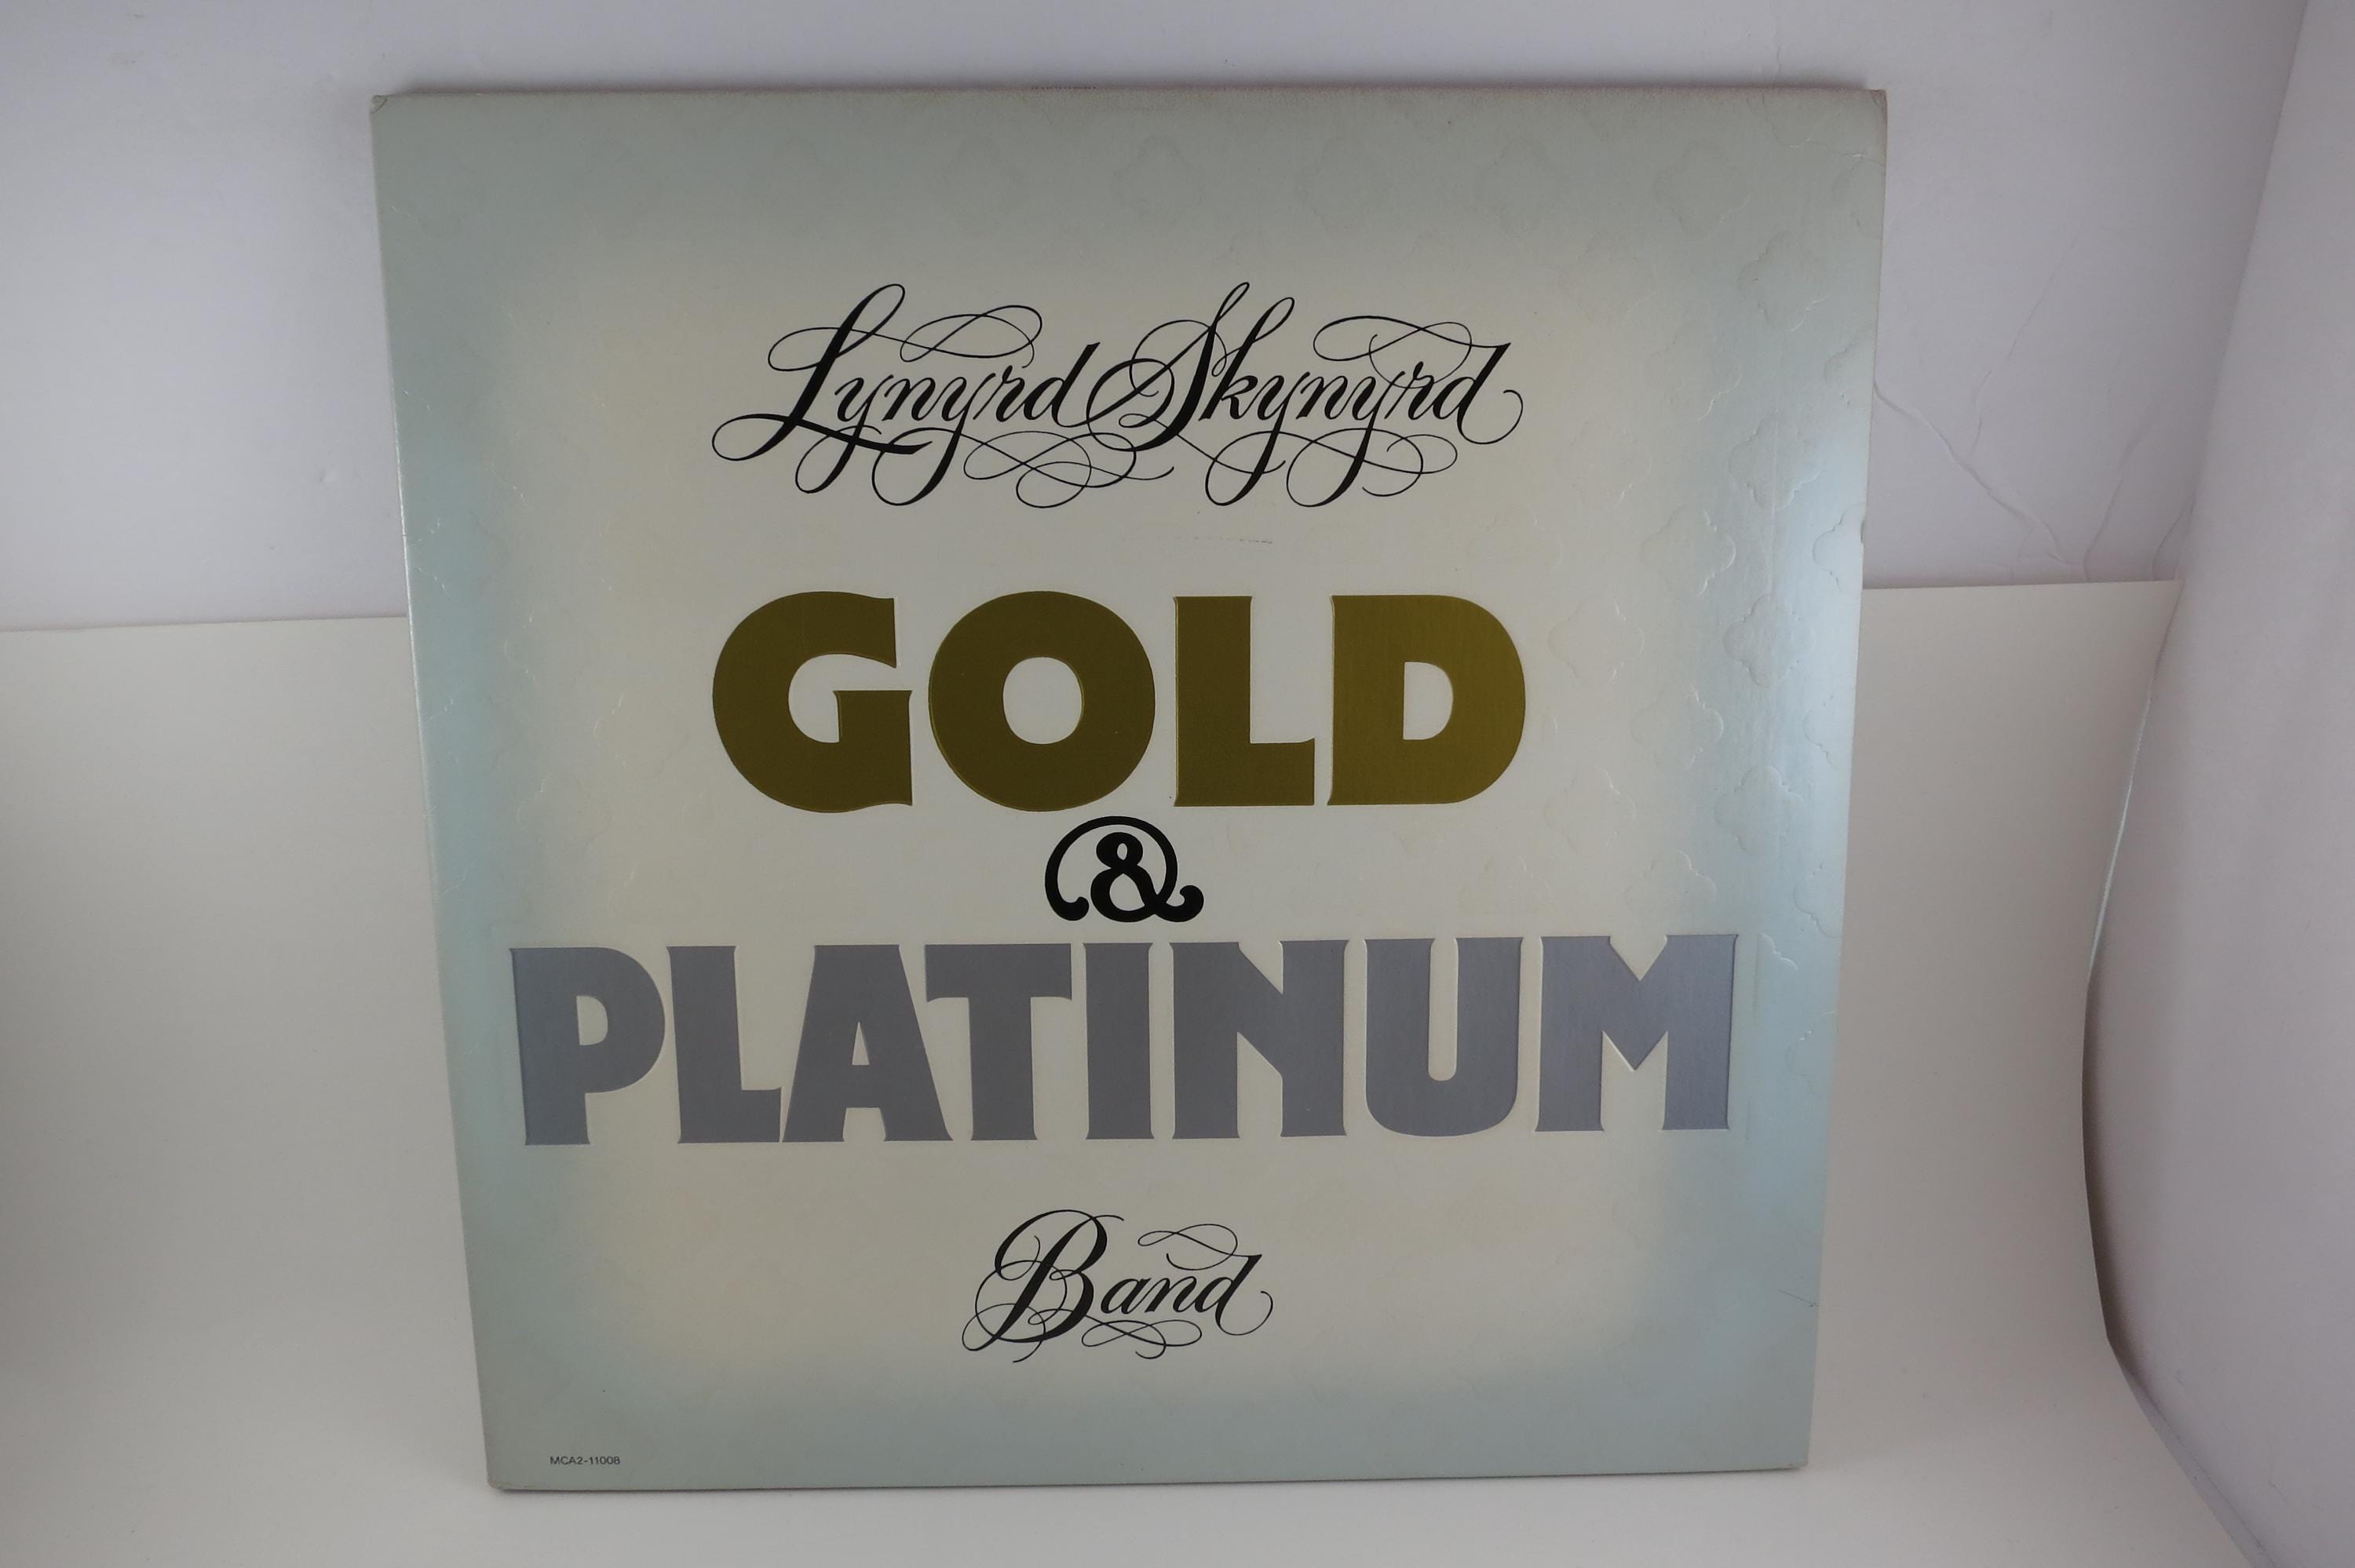 Lynyrd Skynyrd
GOLD
&
PLATINUM
Band
MCA2-11008